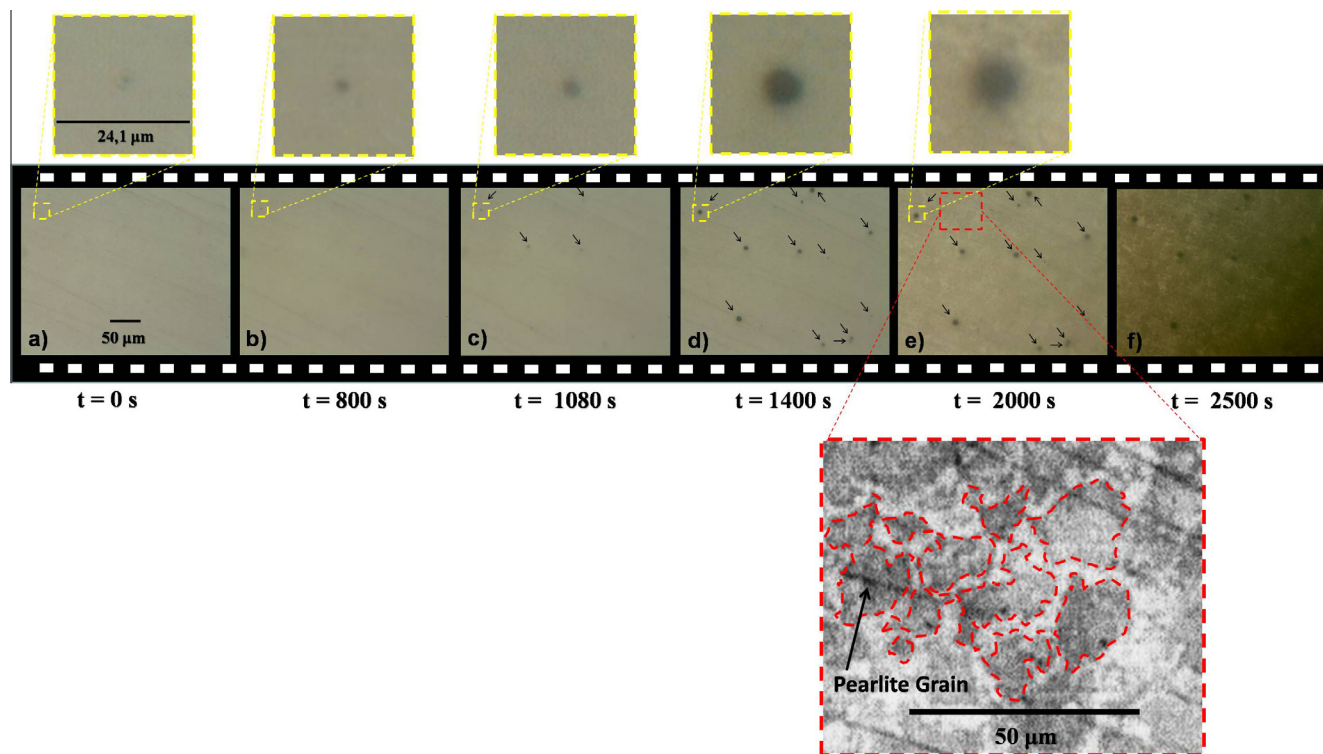 24,1 µm
50 µm
a)
b)
c)
d)
e)
f)
t = 0 s
t = 800 s
t = 1080 s
t = 1400 s
t = 2000 s
t = 2500 s
Pearlite Grain
50 µm